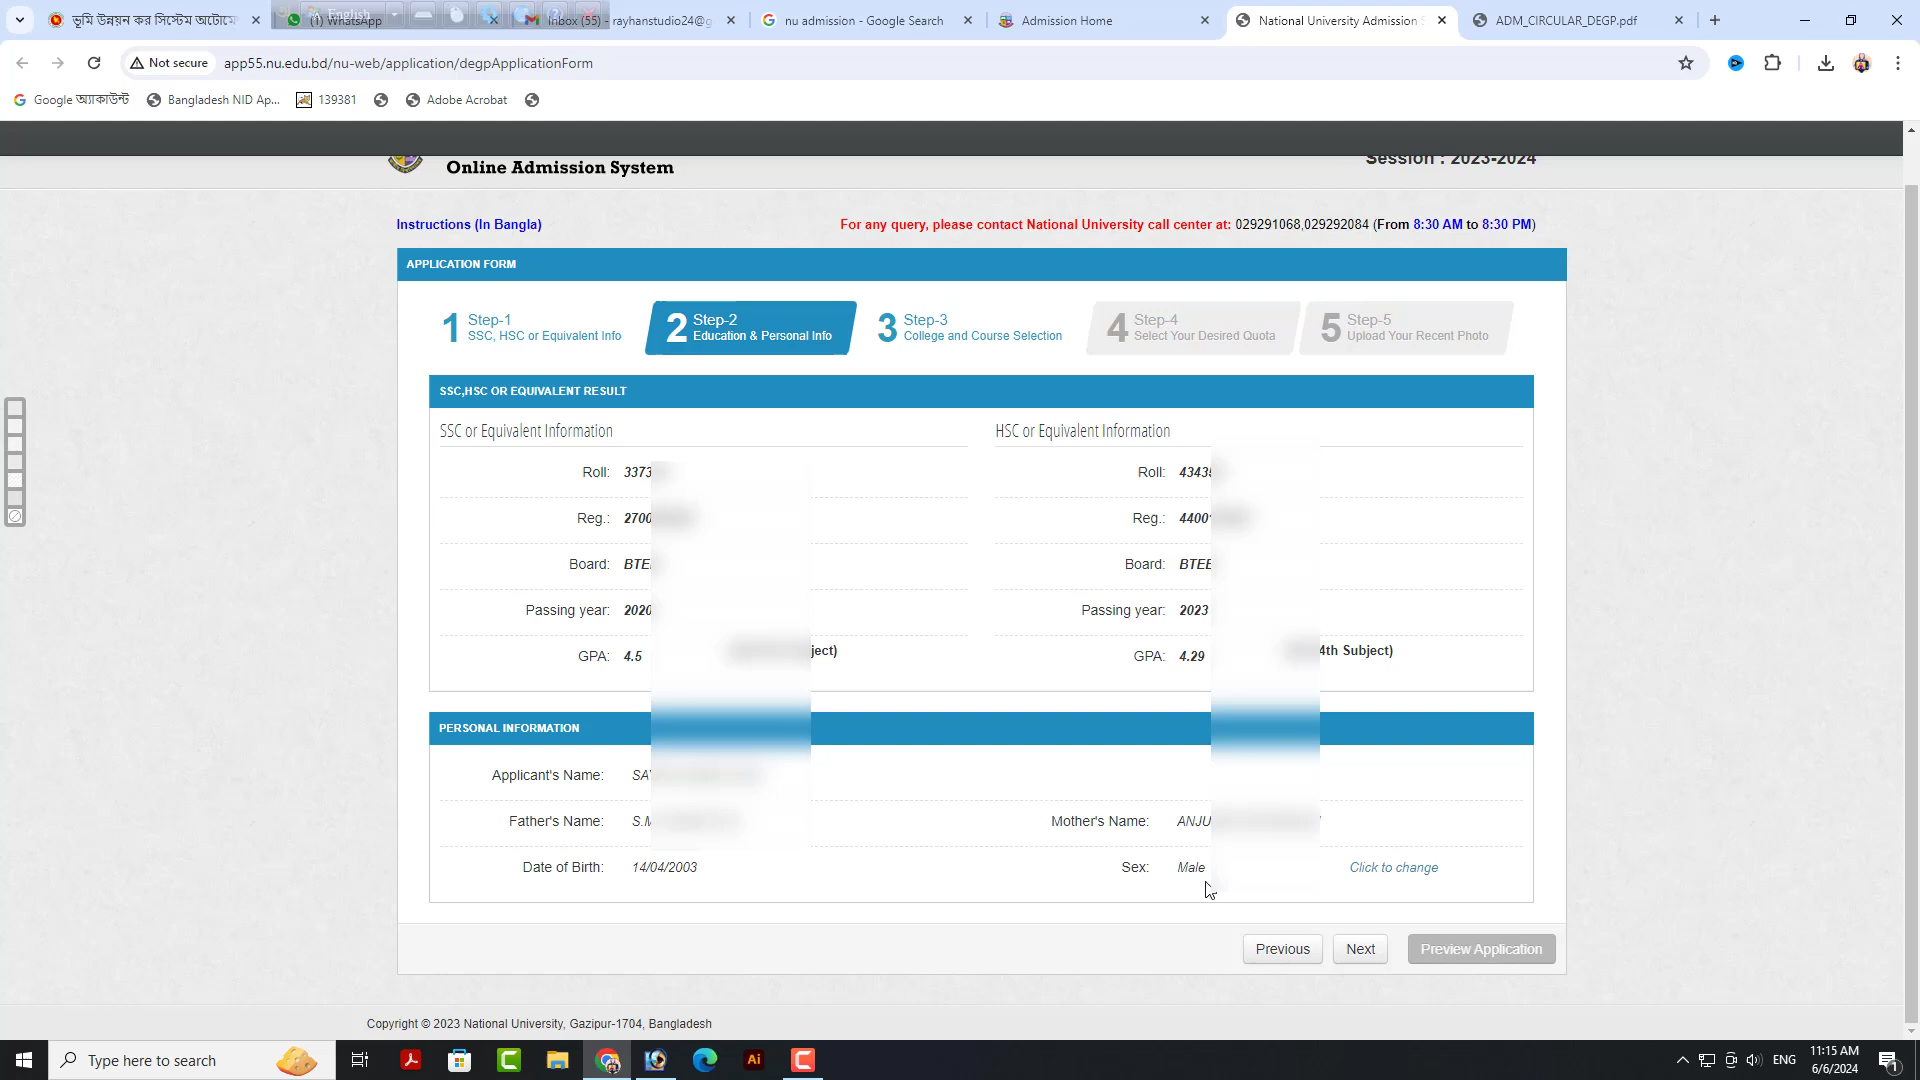 ভূমি উন্নয়ন কর সিস্টেম অটোমে
(1) WhatsApp
English
Inbox (55) - rayhanstudio24@g
nu admission - Google Search
Admission Home
National University Admission S
ADM_CIRCULAR_DEGP.pdf
Not secure
app55.nu.edu.bd/nu-web/application/degpApplicationForm
Google অ্যাকাউন্ট
Bangladesh NID Ap...
139381
Adobe Acrobat
Online Admission System
Session : 2023-2024
Instructions (In Bangla)
For any query, please contact National University call center at: 029291068,029292084 (From 8:30 AM to 8:30 PM)
APPLICATION FORM
1 Step-1
SSC, HSC or Equivalent Info
2 Step-2
Education & Personal Info
3 Step-3
College and Course Selection
4 Step-4
Select Your Desired Quota
5 Step-5
Upload Your Recent Photo
SSC,HSC OR EQUIVALENT RESULT
SSC or Equivalent Information
HSC or Equivalent Information
Roll: 3373
Roll: 4343
Reg.: 2700
Reg.: 4400
Board: BTE
Board: BTE
Passing year: 2020
Passing year: 2023
GPA: 4.5 ject)
GPA: 4.29 4th Subject)
PERSONAL INFORMATION
Applicant's Name: SA
Father's Name: S.M
Mother's Name: ANJU
Date of Birth: 14/04/2003
Sex: Male Click to change
Previous
Next
Preview Application
Copyright © 2023 National University, Gazipur-1704, Bangladesh
Type here to search
Ai
ENG
11:15 AM
6/6/2024
1